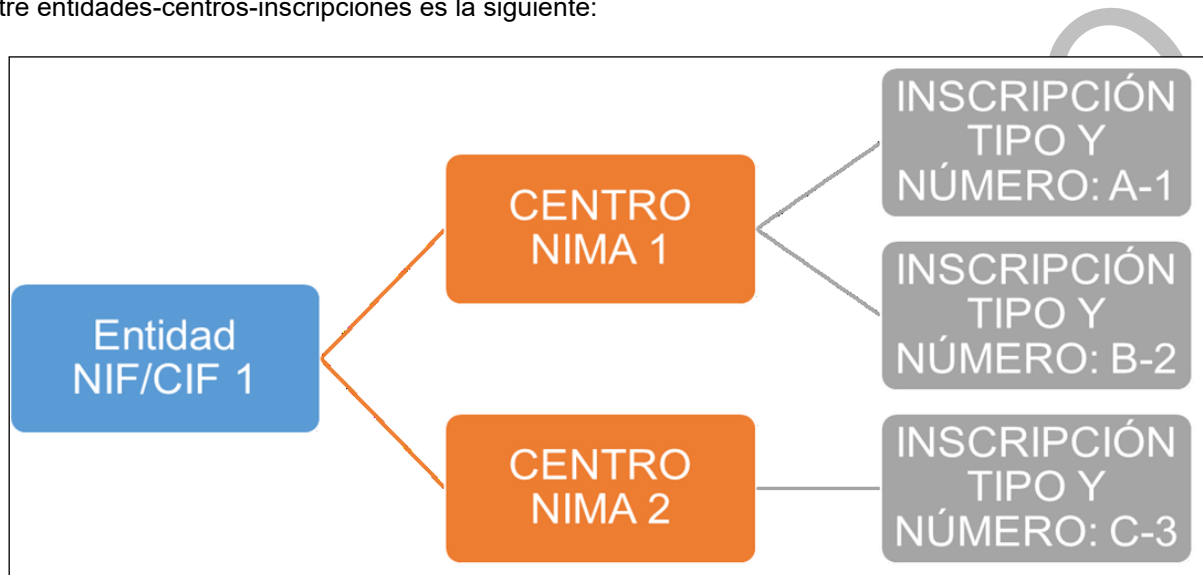 tre entidades-centros-inscripciones es la siguiente:
Entidad
NIF/CIF 1
CENTRO
NIMA 1
CENTRO
NIMA 2
INSCRIPCIÓN
TIPO Y
NÚMERO: A-1
INSCRIPCIÓN
TIPO Y
NÚMERO: B-2
INSCRIPCIÓN
TIPO Y
NÚMERO: C-3